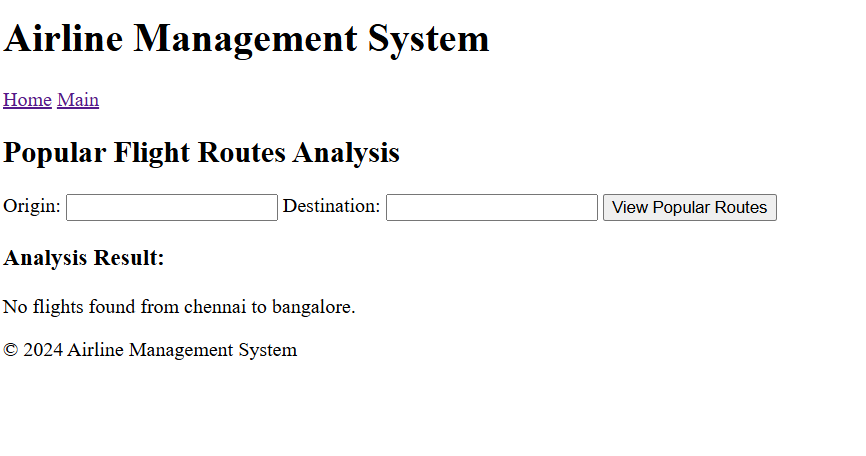 Airline Management System
Home Main
Popular Flight Routes Analysis
Origin: Destination: View Popular Routes
Analysis Result:
No flights found from chennai to bangalore.
© 2024 Airline Management System